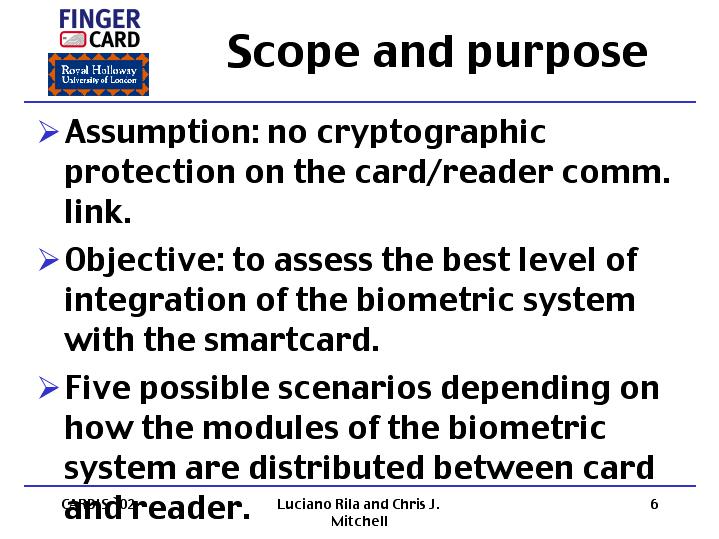 FINGER
CARD
Royal Holloway
University of London
Scope and purpose
Assumption: no cryptographic
protection on the card/reader comm.
link.
Objective: to assess the best level of
integration of the biometric system
with the smartcard.
Five possible scenarios depending on
how the modules of the biometric
system are distributed between card
and reader.
CARDIS '02
Luciano Rila and Chris J.
Mitchell
6